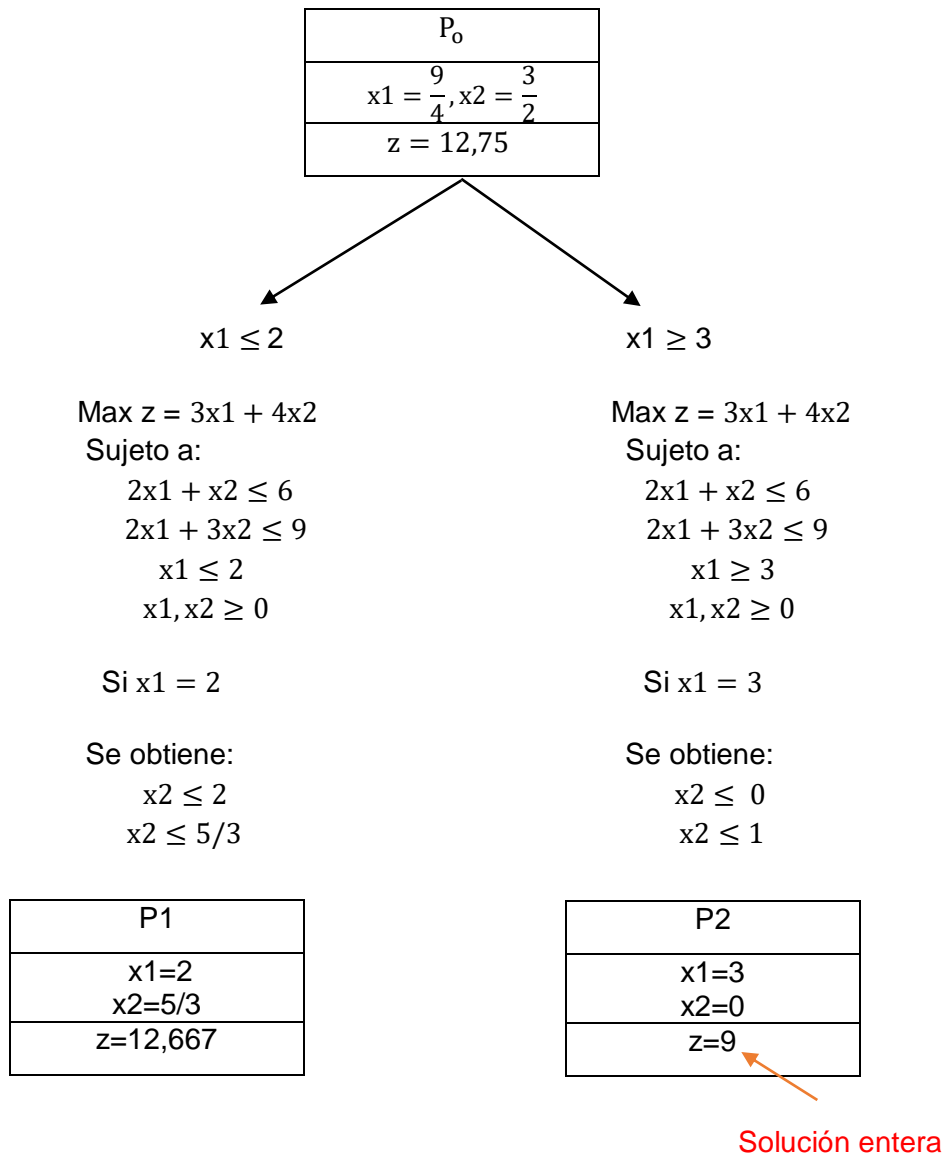 P₀
x1 = 9/4, x2 = 3/2
z = 12,75
x1 ≤ 2
Max z = 3x1 + 4x2
Sujeto a:
2x1 + x2 ≤ 6
2x1 + 3x2 ≤ 9
x1 ≤ 2
x1, x2 ≥ 0
Si x1 = 2
Se obtiene:
x2 ≤ 2
x2 ≤ 5/3
P1
x1=2
x2=5/3
z=12,667
x1 ≥ 3
Max z = 3x1 + 4x2
Sujeto a:
2x1 + x2 ≤ 6
2x1 + 3x2 ≤ 9
x1 ≥ 3
x1, x2 ≥ 0
Si x1 = 3
Se obtiene:
x2 ≤ 0
x2 ≤ 1
P2
x1=3
x2=0
z=9
Solución entera